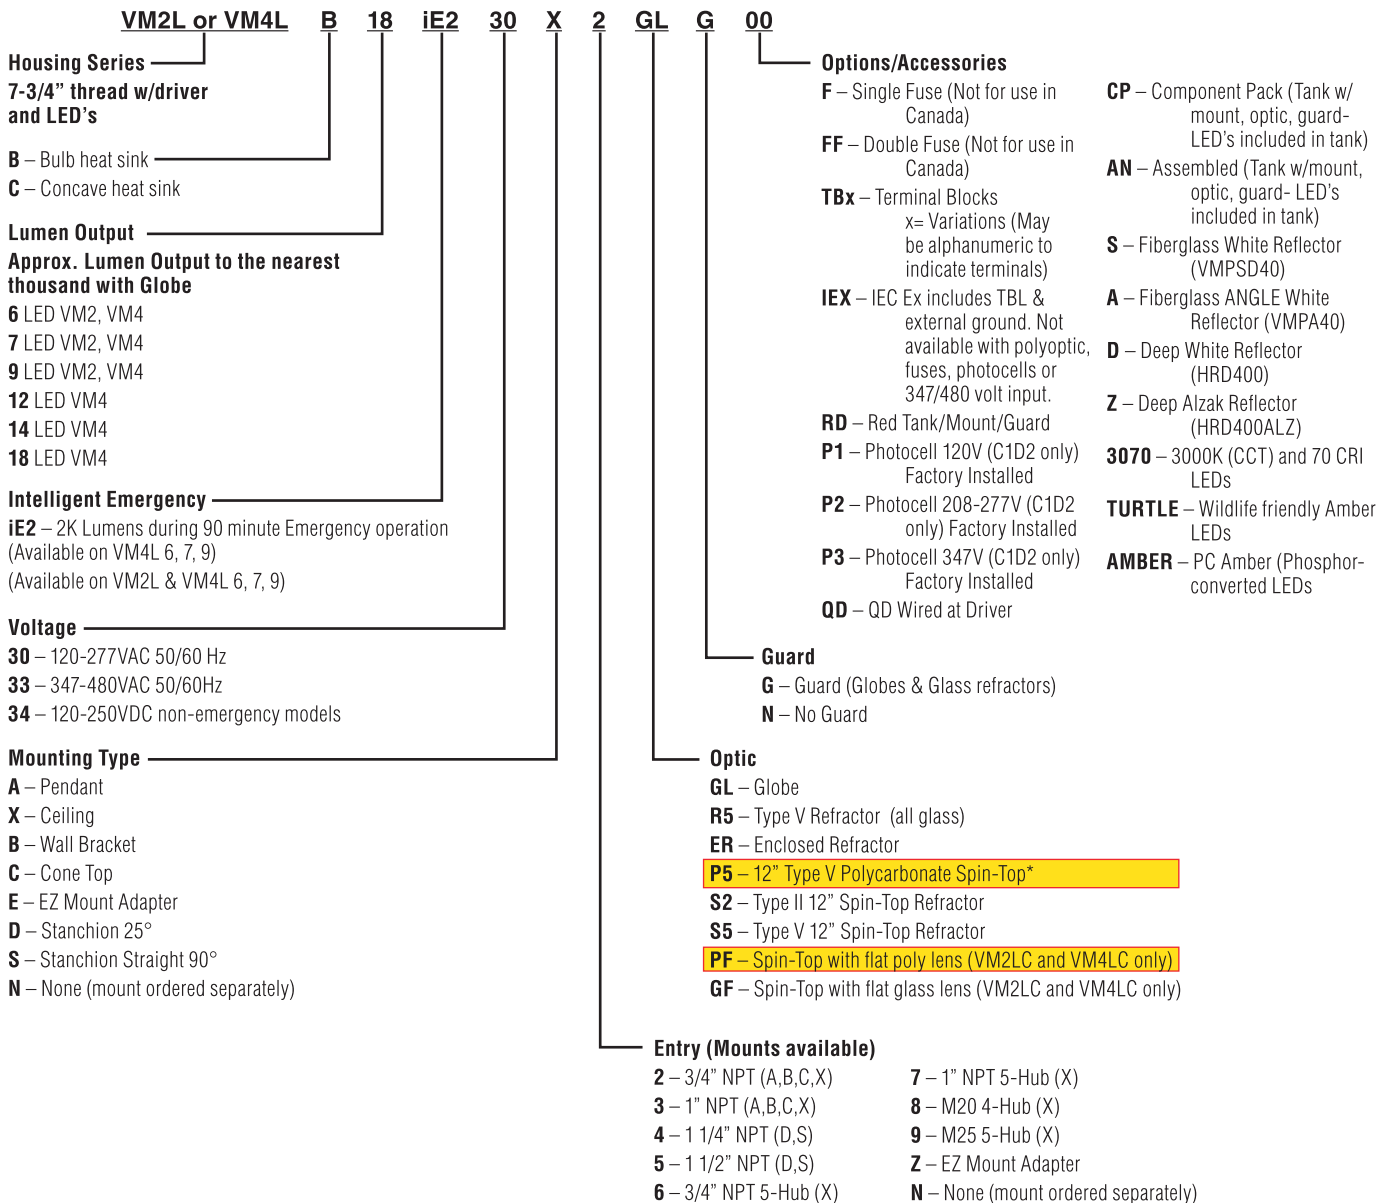 VM2L or VM4L B 18 iE2 30 X 2 GL G 00
Housing Series
7-3/4” thread w/driver
and LED’s
B – Bulb heat sink
C – Concave heat sink
Lumen Output
Approx. Lumen Output to the nearest
thousand with Globe
6 LED VM2, VM4
7 LED VM2, VM4
9 LED VM2, VM4
12 LED VM4
14 LED VM4
18 LED VM4
Intelligent Emergency
iE2 – 2K Lumens during 90 minute Emergency operation
(Available on VM4L 6, 7, 9)
(Available on VM2L & VM4L 6, 7, 9)
Voltage
30 – 120-277VAC 50/60 Hz
33 – 347-480VAC 50/60Hz
34 – 120-250VDC non-emergency models
Mounting Type
A – Pendant
X – Ceiling
B – Wall Bracket
C – Cone Top
E – EZ Mount Adapter
D – Stanchion 25°
S – Stanchion Straight 90°
N – None (mount ordered separately)
Options/Accessories
F – Single Fuse (Not for use in
Canada)
FF – Double Fuse (Not for use in
Canada)
TBx – Terminal Blocks
x= Variations (May
be alphanumeric to
indicate terminals)
IEX – IEC Ex includes TBL &
external ground. Not
available with polyoptic,
fuses, photocells or
347/480 volt input.
RD – Red Tank/Mount/Guard
P1 – Photocell 120V (C1D2 only)
Factory Installed
P2 – Photocell 208-277V (C1D2
only) Factory Installed
P3 – Photocell 347V (C1D2 only)
Factory Installed
QD – QD Wired at Driver
CP – Component Pack (Tank w/
mount, optic, guard-
LED’s included in tank)
AN – Assembled (Tank w/mount,
optic, guard- LED’s
included in tank)
S – Fiberglass White Reflector
(VMPSD40)
A – Fiberglass ANGLE White
Reflector (VMPA40)
D – Deep White Reflector
(HRD400)
Z – Deep Alzak Reflector
(HRD400ALZ)
3070 – 3000K (CCT) and 70 CRI
LEDs
TURTLE – Wildlife friendly Amber
LEDs
AMBER – PC Amber (Phosphor-
converted LEDs
Guard
G – Guard (Globes & Glass refractors)
N – No Guard
Optic
GL – Globe
R5 – Type V Refractor (all glass)
ER – Enclosed Refractor
P5 – 12” Type V Polycarbonate Spin-Top*
S2 – Type II 12” Spin-Top Refractor
S5 – Type V 12” Spin-Top Refractor
PF – Spin-Top with flat poly lens (VM2LC and VM4LC only)
GF – Spin-Top with flat glass lens (VM2LC and VM4LC only)
Entry (Mounts available)
2 – 3/4” NPT (A,B,C,X)
3 – 1” NPT (A,B,C,X)
4 – 1 1/4” NPT (D,S)
5 – 1 1/2” NPT (D,S)
6 – 3/4” NPT 5-Hub (X)
7 – 1” NPT 5-Hub (X)
8 – M20 4-Hub (X)
9 – M25 5-Hub (X)
Z – EZ Mount Adapter
N – None (mount ordered separately)